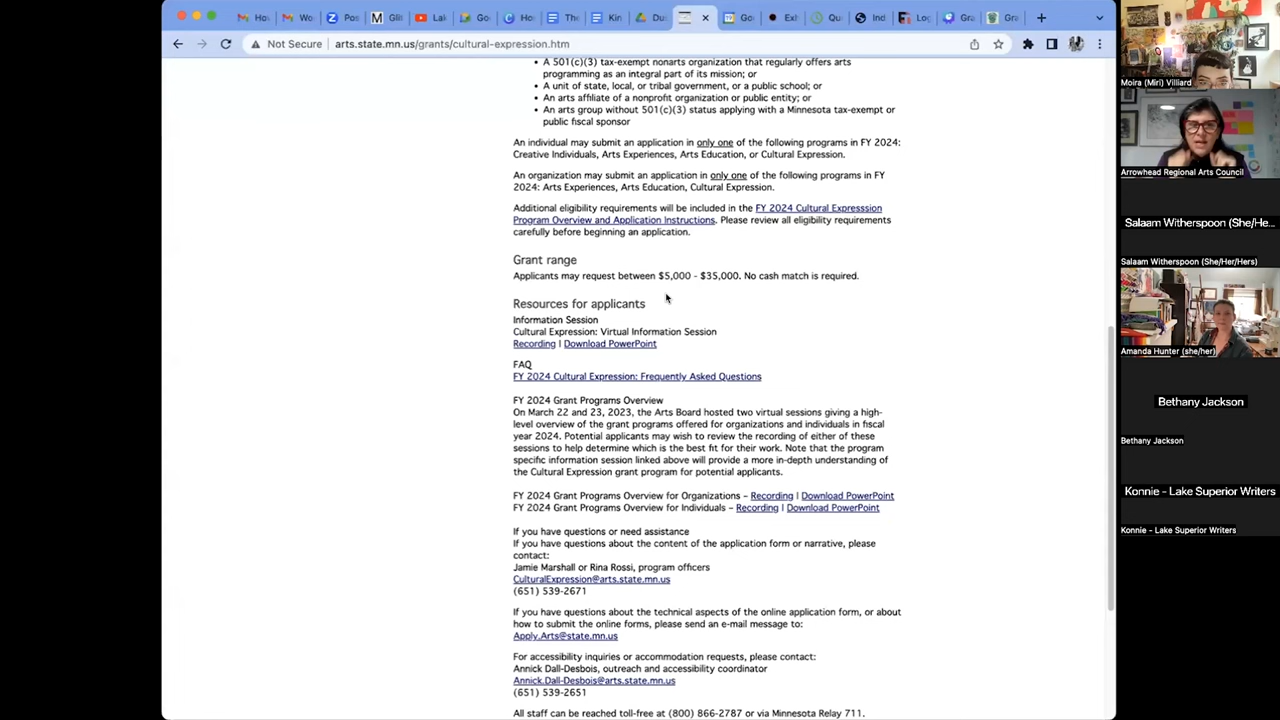 Hov
Wo
Pos
Glit
Lak
Go
Ho
The
Kin
Dus
Go
Ext
Qu
Ind
Log
Gra
Gra
Not Secure
arts.state.mn.us/grants/cultural-expression.htm
• A 501(c)(3) tax-exempt nonarts organization that regularly offers arts
programming as an integral part of its mission; or
• A unit of state, local, or tribal government, or a public school; or
• An arts affiliate of a nonprofit organization or public entity; or
• An arts group without 501(c)(3) status applying with a Minnesota tax-exempt or
public fiscal sponsor
An individual may submit an application in only one of the following programs in FY 2024:
Creative Individuals, Arts Experiences, Arts Education, or Cultural Expression.
An organization may submit an application in only one of the following programs in FY
2024: Arts Experiences, Arts Education, Cultural Expression.
Additional eligibility requirements will be included in the FY 2024 Cultural Expresssion
Program Overview and Application Instructions. Please review all eligibility requirements
carefully before beginning an application.
Grant range
Applicants may request between $5,000 - $35,000. No cash match is required.
Resources for applicants
Information Session
Cultural Expression: Virtual Information Session
Recording | Download PowerPoint
FAQ
FY 2024 Cultural Expression: Frequently Asked Questions
FY 2024 Grant Programs Overview
On March 22 and 23, 2023, the Arts Board hosted two virtual sessions giving a high-
level overview of the grant programs offered for organizations and individuals in fiscal
year 2024. Potential applicants may wish to review the recording of either of these
sessions to help determine which is the best fit for their work. Note that the program
specific information session linked above will provide a more in-depth understanding of
the Cultural Expression grant program for potential applicants.
FY 2024 Grant Programs Overview for Organizations – Recording | Download PowerPoint
FY 2024 Grant Programs Overview for Individuals – Recording | Download PowerPoint
If you have questions or need assistance
If you have questions about the content of the application form or narrative, please
contact:
Jamie Marshall or Rina Rossi, program officers
CulturalExpression@arts.state.mn.us
(651) 539-2671
If you have questions about the technical aspects of the online application form, or about
how to submit the online forms, please send an e-mail message to:
Apply.Arts@state.mn.us
For accessibility inquiries or accommodation requests, please contact:
Annick Dall-Desbois, outreach and accessibility coordinator
Annick.Dall-Desbois@arts.state.mn.us
(651) 539-2651
All staff can be reached toll-free at (800) 866-2787 or via Minnesota Relay 711.
Moira (Miri) Villiard
Arrowhead Regional Arts Council
Salaam Witherspoon (She/He...
Salaam Witherspoon (She/Her/Hers)
Amanda Hunter (she/her)
Bethany Jackson
Bethany Jackson
Konnie - Lake Superior Writers
Konnie - Lake Superior Writers